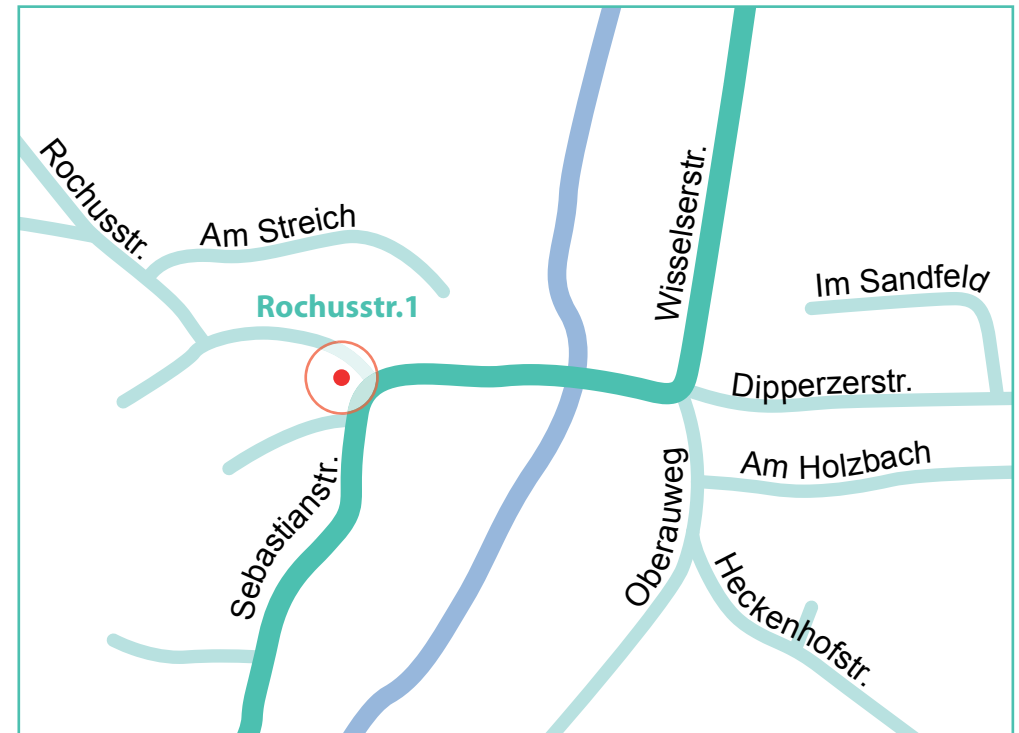 Rochusstr.
Am Streich
Wisselserstr.
Im Sandfeld
Rochusstr.1
Dipperzerstr.
Am Holzbach
Sebastianstr.
Oberauweg
Heckenhofstr.